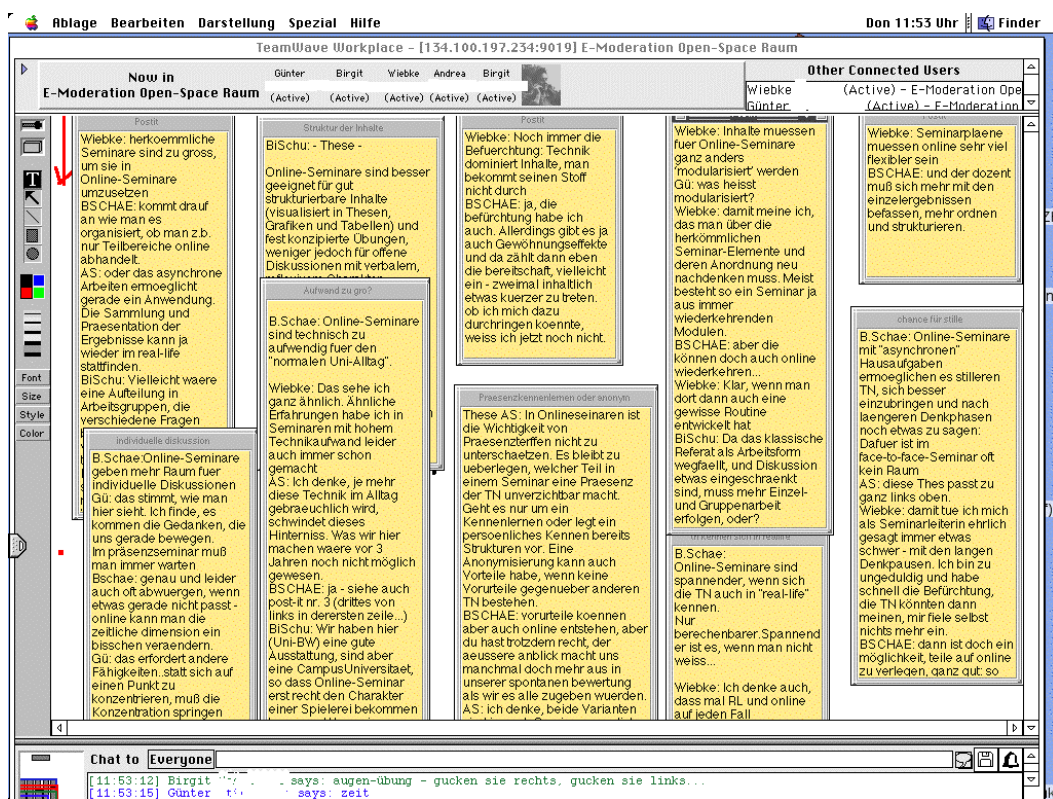 Ablage Bearbeiten Darstellung Spezial Hilfe
Don 11:53 Uhr
Finder
TeamWave Workplace - [134.100.197.234:9019] E-Moderation Open-Space Raum
Now in
E-Moderation Open-Space Raum
Günter
(Active)
Birgit
(Active)
Wiebke
(Active)
Andrea
(Active)
Birgit
(Active)
Other Connected Users
Wiebke (Active) - E-Moderation Ope
Günter (Active) - E-Moderation
T
Font
Size
Style
Color
Postit
Wiebke: herkoemmliche
Seminare sind zu gross,
um sie in
Online-Seminare
umzusetzen
BSCHAE: kommt drauf
an wie man es
organisiert, ob man z.b.
nur Teilbereiche online
abhandelt.
AS: oder das asynchrone
Arbeiten ermoeglicht
gerade ein Anwendung.
Die Sammlung und
Praesentation der
Ergebnisse kann ja
wieder im real-life
stattfinden.
BiSchu: Vielleicht waere
eine Aufteilung in
Arbeitsgruppen, die
verschiedene Fragen
individuelle diskussion
B.Schae:Online-Seminare
geben mehr Raum fuer
individuelle Diskussionen
Gü: das stimmt, wie man
hier sieht. Ich finde, es
kommen die Gedanken, die
uns gerade bewegen.
Im präsenzseminar muß
man immer warten
Bschae: genau und leider
auch oft abwuergen, wenn
etwas gerade nicht passt -
online kann man die
zeitliche dimension ein
bisschen veraendern.
Gü: das erfordert andere
Fähigkeiten..statt sich auf
einen Punkt zu
konzentrieren, muß die
Konzentration springen
Struktur der Inhalte
BiSchu: - These -
Online-Seminare sind besser
geeignet für gut
strukturierbare Inhalte
(visualisiert in Thesen,
Grafiken und Tabellen) und
fest konzipierte Übungen,
weniger jedoch für offene
Diskussionen mit verbalem,
Aufwand zu gro?
B.Schae: Online-Seminare
sind technisch zu
aufwendig fuer den
"normalen Uni-Alltag".
Wiebke: Das sehe ich
ganz ähnlich. Ähnliche
Erfahrungen habe ich in
Seminaren mit hohem
Technikaufwand leider
auch immer schon
gemacht
AS: Ich denke, je mehr
diese Technik im Alltag
gebraeuchlich wird,
schwindet dieses
Hinterniss. Was wir hier
machen waere vor 3
Jahren noch nicht möglich
gewesen.
BSCHAE: ja - siehe auch
post-it nr. 3 (drittes von
links in derersten zeile...)
BiSchu: Wir haben hier
(Uni-BW) eine gute
Ausstattung, sind aber
eine CampusUniversitaet,
so dass Online-Seminar
erst recht den Charakter
einer Spielerei bekommen
Postit
Wiebke: Noch immer die
Befuerchtung: Technik
dominiert Inhalte, man
bekommt seinen Stoff
nicht durch
BSCHAE: ja, die
befürchtung habe ich
auch. Allerdings gibt es ja
auch Gewöhnungseffekte
und da zählt dann eben
die bereitschaft, vielleicht
ein - zweimal inhaltlich
etwas kuerzer zu treten.
ob ich mich dazu
durchringen koennte,
weiss ich jetzt noch nicht.
Praesenzkennenlernen oder anonym
These AS: In Onlineseinaren ist
die Wichtigkeit von
Praesenzterffen nicht zu
unterschaetzen. Es bleibt zu
ueberlegen, welcher Teil in
einem Seminar eine Praesenz
der TN unverzichtbar macht.
Geht es nur um ein
Kennenlernen oder legt ein
persoenliches Kennen bereits
Strukturen vor. Eine
Anonymisierung kann auch
Vorteile habe, wenn keine
Vorurteile gegenueber anderen
TN bestehen.
BSCHAE: vorurteile koennen
aber auch online entstehen, aber
du hast trotzdem recht, der
aeussere anblick macht uns
manchmal doch mehr aus in
unserer spontanen bewertung
als wir es alle zugeben wuerden.
AS: ich denke, beide Varianten
Wiebke: Inhalte muessen
fuer Online-Seminare
ganz anders
'modularisiert' werden
Gü: was heisst
modularisiert?
Wiebke: damit meine ich,
das man über die
herkömmlichen
Seminar-Elemente und
deren Anordnung neu
nachdenken muss. Meist
besteht so ein Seminar ja
aus immer
wiederkehrenden
Modulen.
BSCHAE: aber die
können doch auch online
wiederkehren...
Wiebke: Klar, wenn man
dort dann auch eine
gewisse Routine
entwickelt hat
BiSchu: Da das klassische
Referat als Arbeitsform
wegfaellt, und Diskussion
etwas eingeschraenkt
sind, muss mehr Einzel-
und Gruppenarbeit
erfolgen, oder?
B.Schae:
Online-Seminare sind
spannender, wenn sich
die TN auch in "real-life"
kennen.
Nur
berechenbarer.Spannend
er ist es, wenn man nicht
weiss...
Wiebke: Ich denke auch,
dass mal RL und online
auf jeden Fall
Postit
Wiebke: Seminarplaene
muessen online sehr viel
flexibler sein
BSCHAE: und der dozent
muß sich mehr mit den
einzelergebnissen
befassen, mehr ordnen
und strukturieren.
chance für stille
B.Schae: Online-Seminare
mit "asynchronen"
Hausaufgaben
ermoeglichen es stilleren
TN, sich besser
einzubringen und nach
laengeren Denkphasen
noch etwas zu sagen:
Dafuer ist im
face-to-face-Seminar oft
kein Raum
AS: diese Thes passt zu
ganz links oben.
Wiebke: damit tue ich mich
als Seminarleiterin ehrlich
gesagt immer etwas
schwer - mit den langen
Denkpausen. Ich bin zu
ungeduldig und habe
schnell die Befürchtung,
die TN könnten dann
meinen, mir fiele selbst
nichts mehr ein.
BSCHAE: dann ist doch ein
möglichkeit, teile auf online
zu verlegen, ganz gut: so
Chat to Everyone
[11:53:12] Birgit says: augen-übung - gucken sie rechts, gucken sie links...
[11:53:15] Günter says: zeit